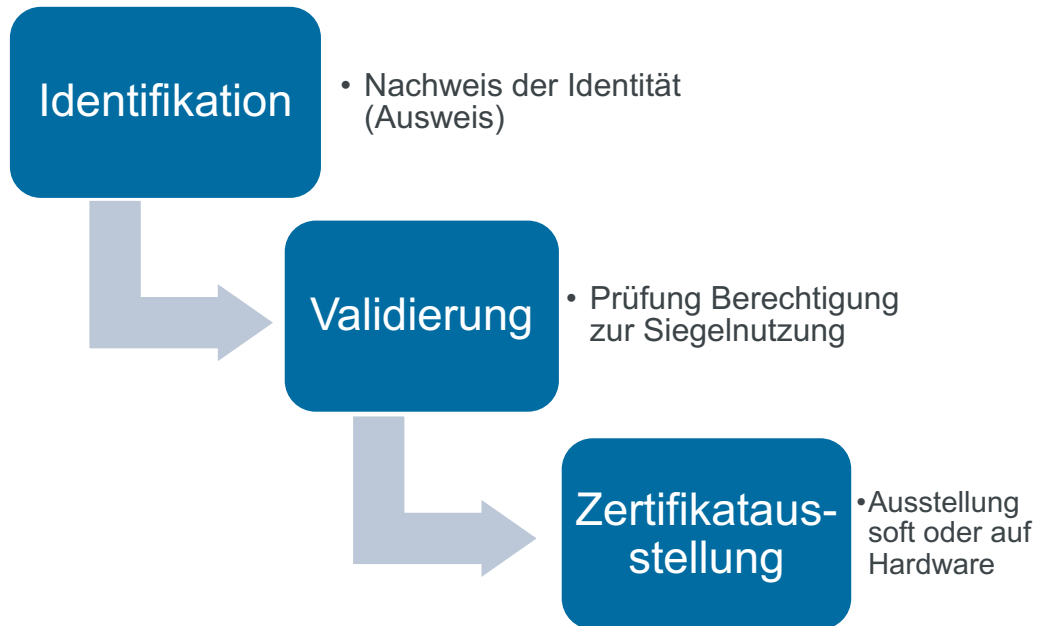 Identifikation
• Nachweis der Identität
(Ausweis)
Validierung
• Prüfung Berechtigung
zur Siegelnutzung
Zertifikataus-
stellung
•Ausstellung
soft oder auf
Hardware